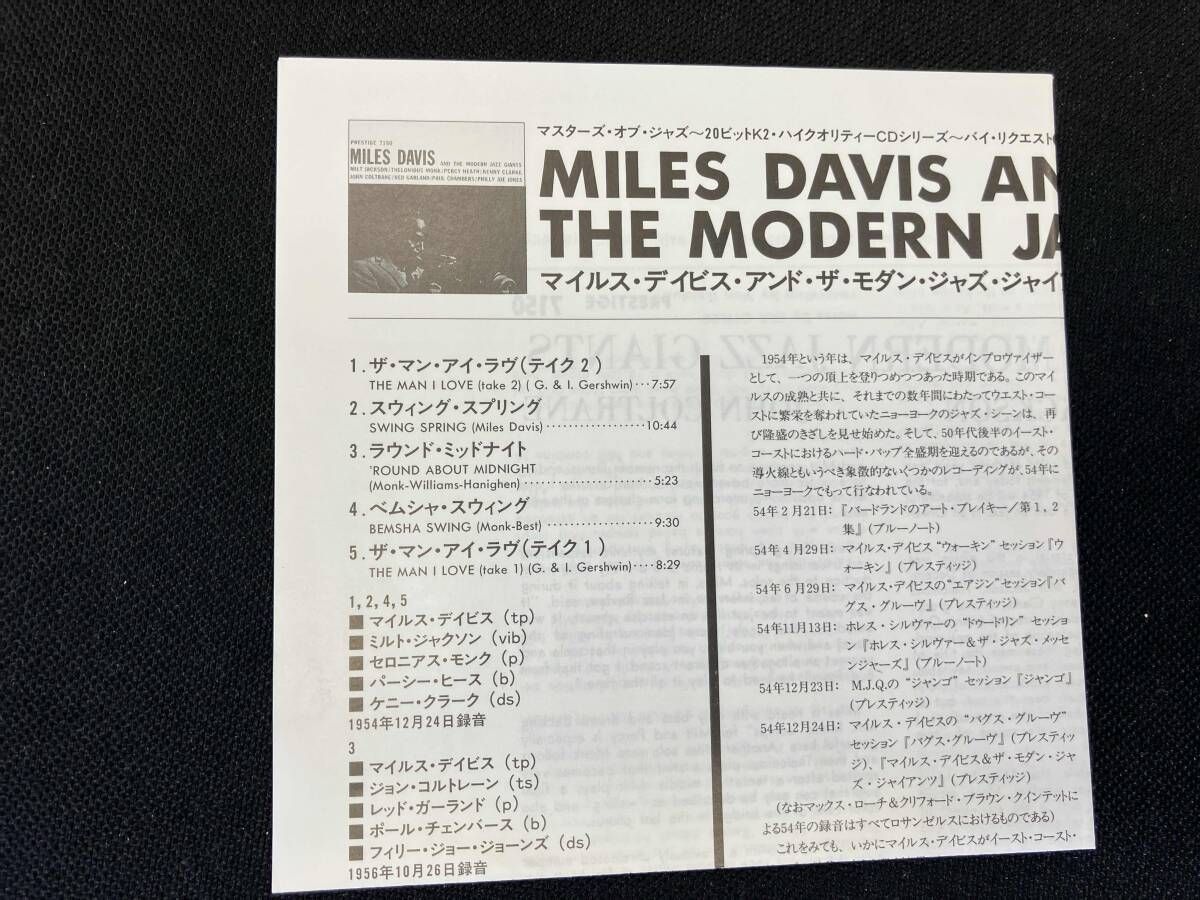 PRESTIGE 7150
MILES DAVIS AND THE MODERN JAZZ GIANTS
MILT JACKSON/THELONIOUS MONK/PERCY HEATH/KENNY CLARKE,
JOHN COLTRANE/RED GARLAND/PAUL CHAMBERS/PHILLY JOE JONES
マスターズ・オブ・ジャズ〜20ビットK2・ハイクオリティーCDシリーズ〜バイ・リクエスト
MILES DAVIS AN
THE MODERN JA
マイルス・デイビス・アンド・ザ・モダン・ジャズ・ジャイ
1. ザ・マン・アイ・ラヴ(テイク2)
THE MAN I LOVE (take 2) ( G. & I. Gershwin)…7:57
2. スウィング・スプリング
SWING SPRING (Miles Davis)………………10:44
3. ラウンド・ミッドナイト
'ROUND ABOUT MIDNIGHT
(Monk-Williams-Hanighen)…………………5:23
4. ベムシャ・スウィング
BEMSHA SWING (Monk-Best)………………9:30
5. ザ・マン・アイ・ラヴ(テイク1)
THE MAN I LOVE (take 1) (G. & I. Gershwin)‥‥8:29
1, 2, 4, 5
■ マイルス・デイビス (tp)
■ ミルト・ジャクソン (vib)
■ セロニアス・モンク (p)
■ パーシー・ヒース (b)
■ ケニー・クラーク (ds)
1954年12月24日録音
3
■ マイルス・デイビス (tp)
■ ジョン・コルトレーン (ts)
■ レッド・ガーランド (p)
■ ポール・チェンバース (b)
■ フィリー・ジョー・ジョーンズ (ds)
1956年10月26日録音
1954年という年は、マイルス・デイビスがインプロヴァイザー
として、一つの頂上を登りつめつつあった時期である。このマイ
ルスの成熟と共に、それまでの数年間にわたってウエスト・コー
ストに繁栄を奪われていたニューヨークのジャズ・シーンは、再
び隆盛のきざしを見せ始めた。そして、50年代後半のイースト・
コーストにおけるハード・バップ全盛期を迎えるのであるが、その
導火線ともいうべき象徴的ないくつかのレコーディングが、54年に
ニューヨークでもって行なわれている。
54年2月21日：『バードランドのアート・ブレイキー/第1, 2
集』(ブルーノート)
54年4月29日：マイルス・デイビス“ウォーキン”セッション『ウ
ォーキン』(プレスティッジ)
54年6月29日：マイルス・デイビスの“エアジン”セッション『バ
グス・グルーヴ』(プレスティッジ)
54年11月13日：ホレス・シルヴァーの“ドゥードリン”セッショ
ン『ホレス・シルヴァー&ザ・ジャズ・メッセ
ンジャーズ』(ブルーノート)
54年12月23日：M.J.Q.の“ジャンゴ”セッション『ジャンゴ』
(プレスティッジ)
54年12月24日：マイルス・デイビスの“バグス・グルーヴ”
セッション『バグス・グルーヴ』(プレスティッ
ジ)、『マイルス・デイビス&ザ・モダン・ジャ
ズ・ジャイアンツ』(プレスティッジ)
(なおマックス・ローチ&クリフォード・ブラウン・クインテットに
よる54年の録音はすべてロサンゼルスにおけるものである)
これをみても、いかにマイルス・デイビスがイースト・コースト・